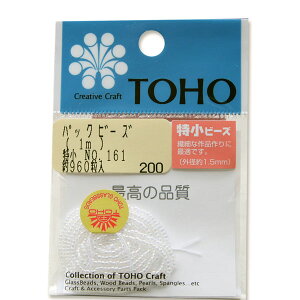 Creative Craft
TOHO
パックビーズ
(1m)
特小 NO.161
約960粒入
200
特小ビーズ
繊細な作品作りに
最適です。
(外径約1.5mm)
最高の品質
TOHO
Collection of TOHO Craft
GlassBeads, Wood Beads, Pearls, Spangles...etc
Craft & Accessory Parts Pack